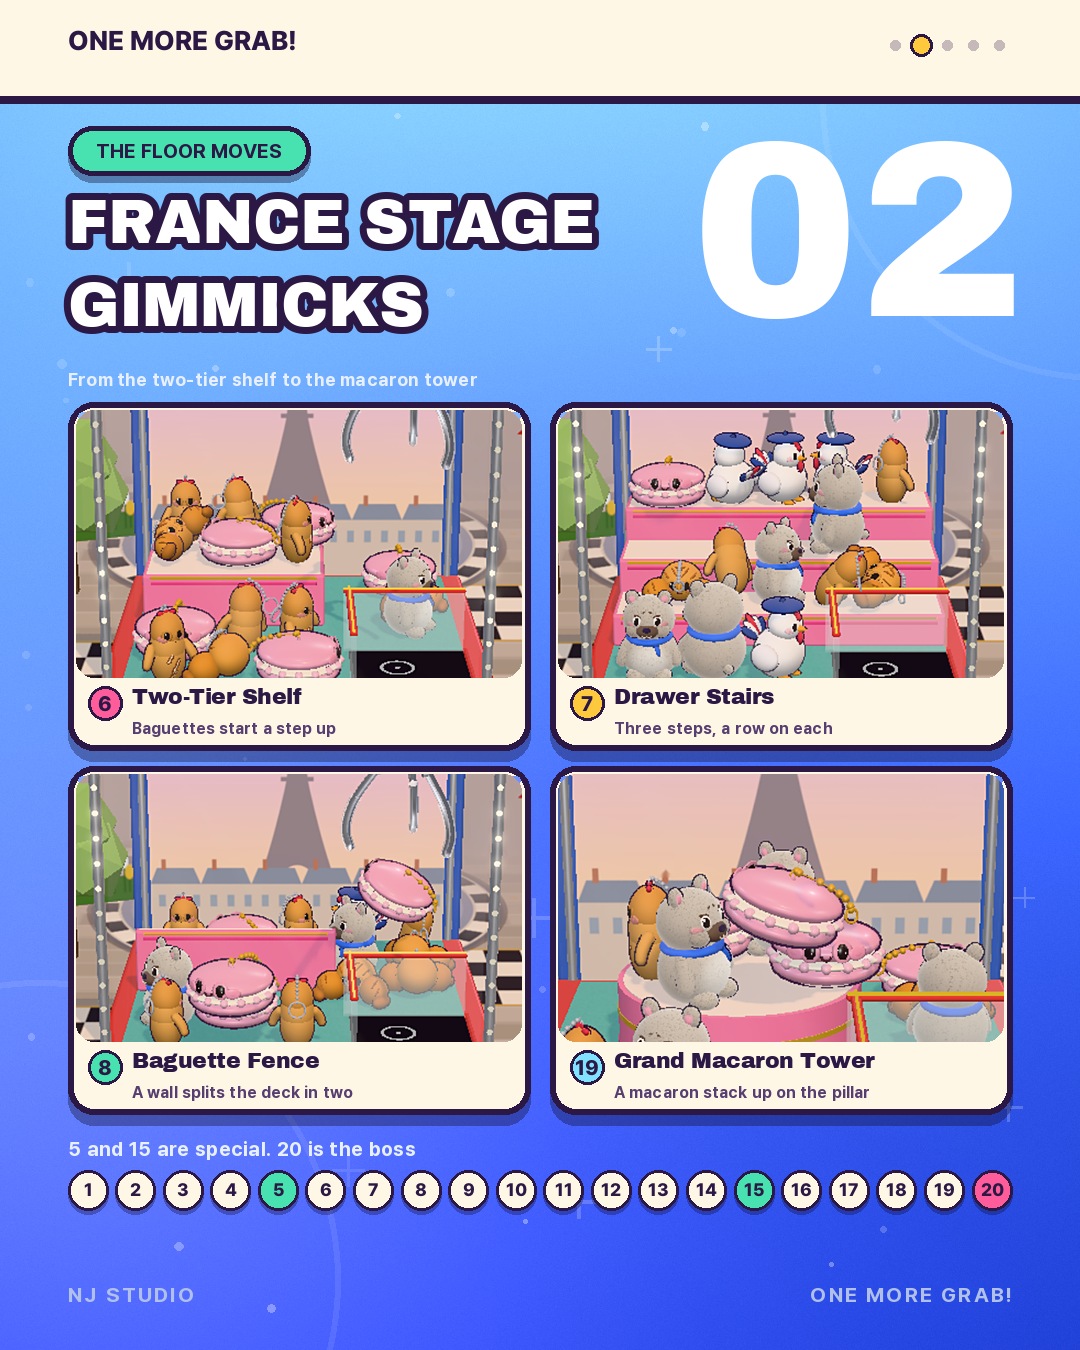 ONE MORE GRAB!
THE FLOOR MOVES
02
FRANCE STAGE
GIMMICKS
From the two-tier shelf to the macaron tower
6 Two-Tier Shelf
Baguettes start a step up
7 Drawer Stairs
Three steps, a row on each
8 Baguette Fence
A wall splits the deck in two
19 Grand Macaron Tower
A macaron stack up on the pillar
5 and 15 are special. 20 is the boss
1 2 3 4 5 6 7 8 9 10 11 12 13 14 15 16 17 18 19 20
NJ STUDIO
ONE MORE GRAB!